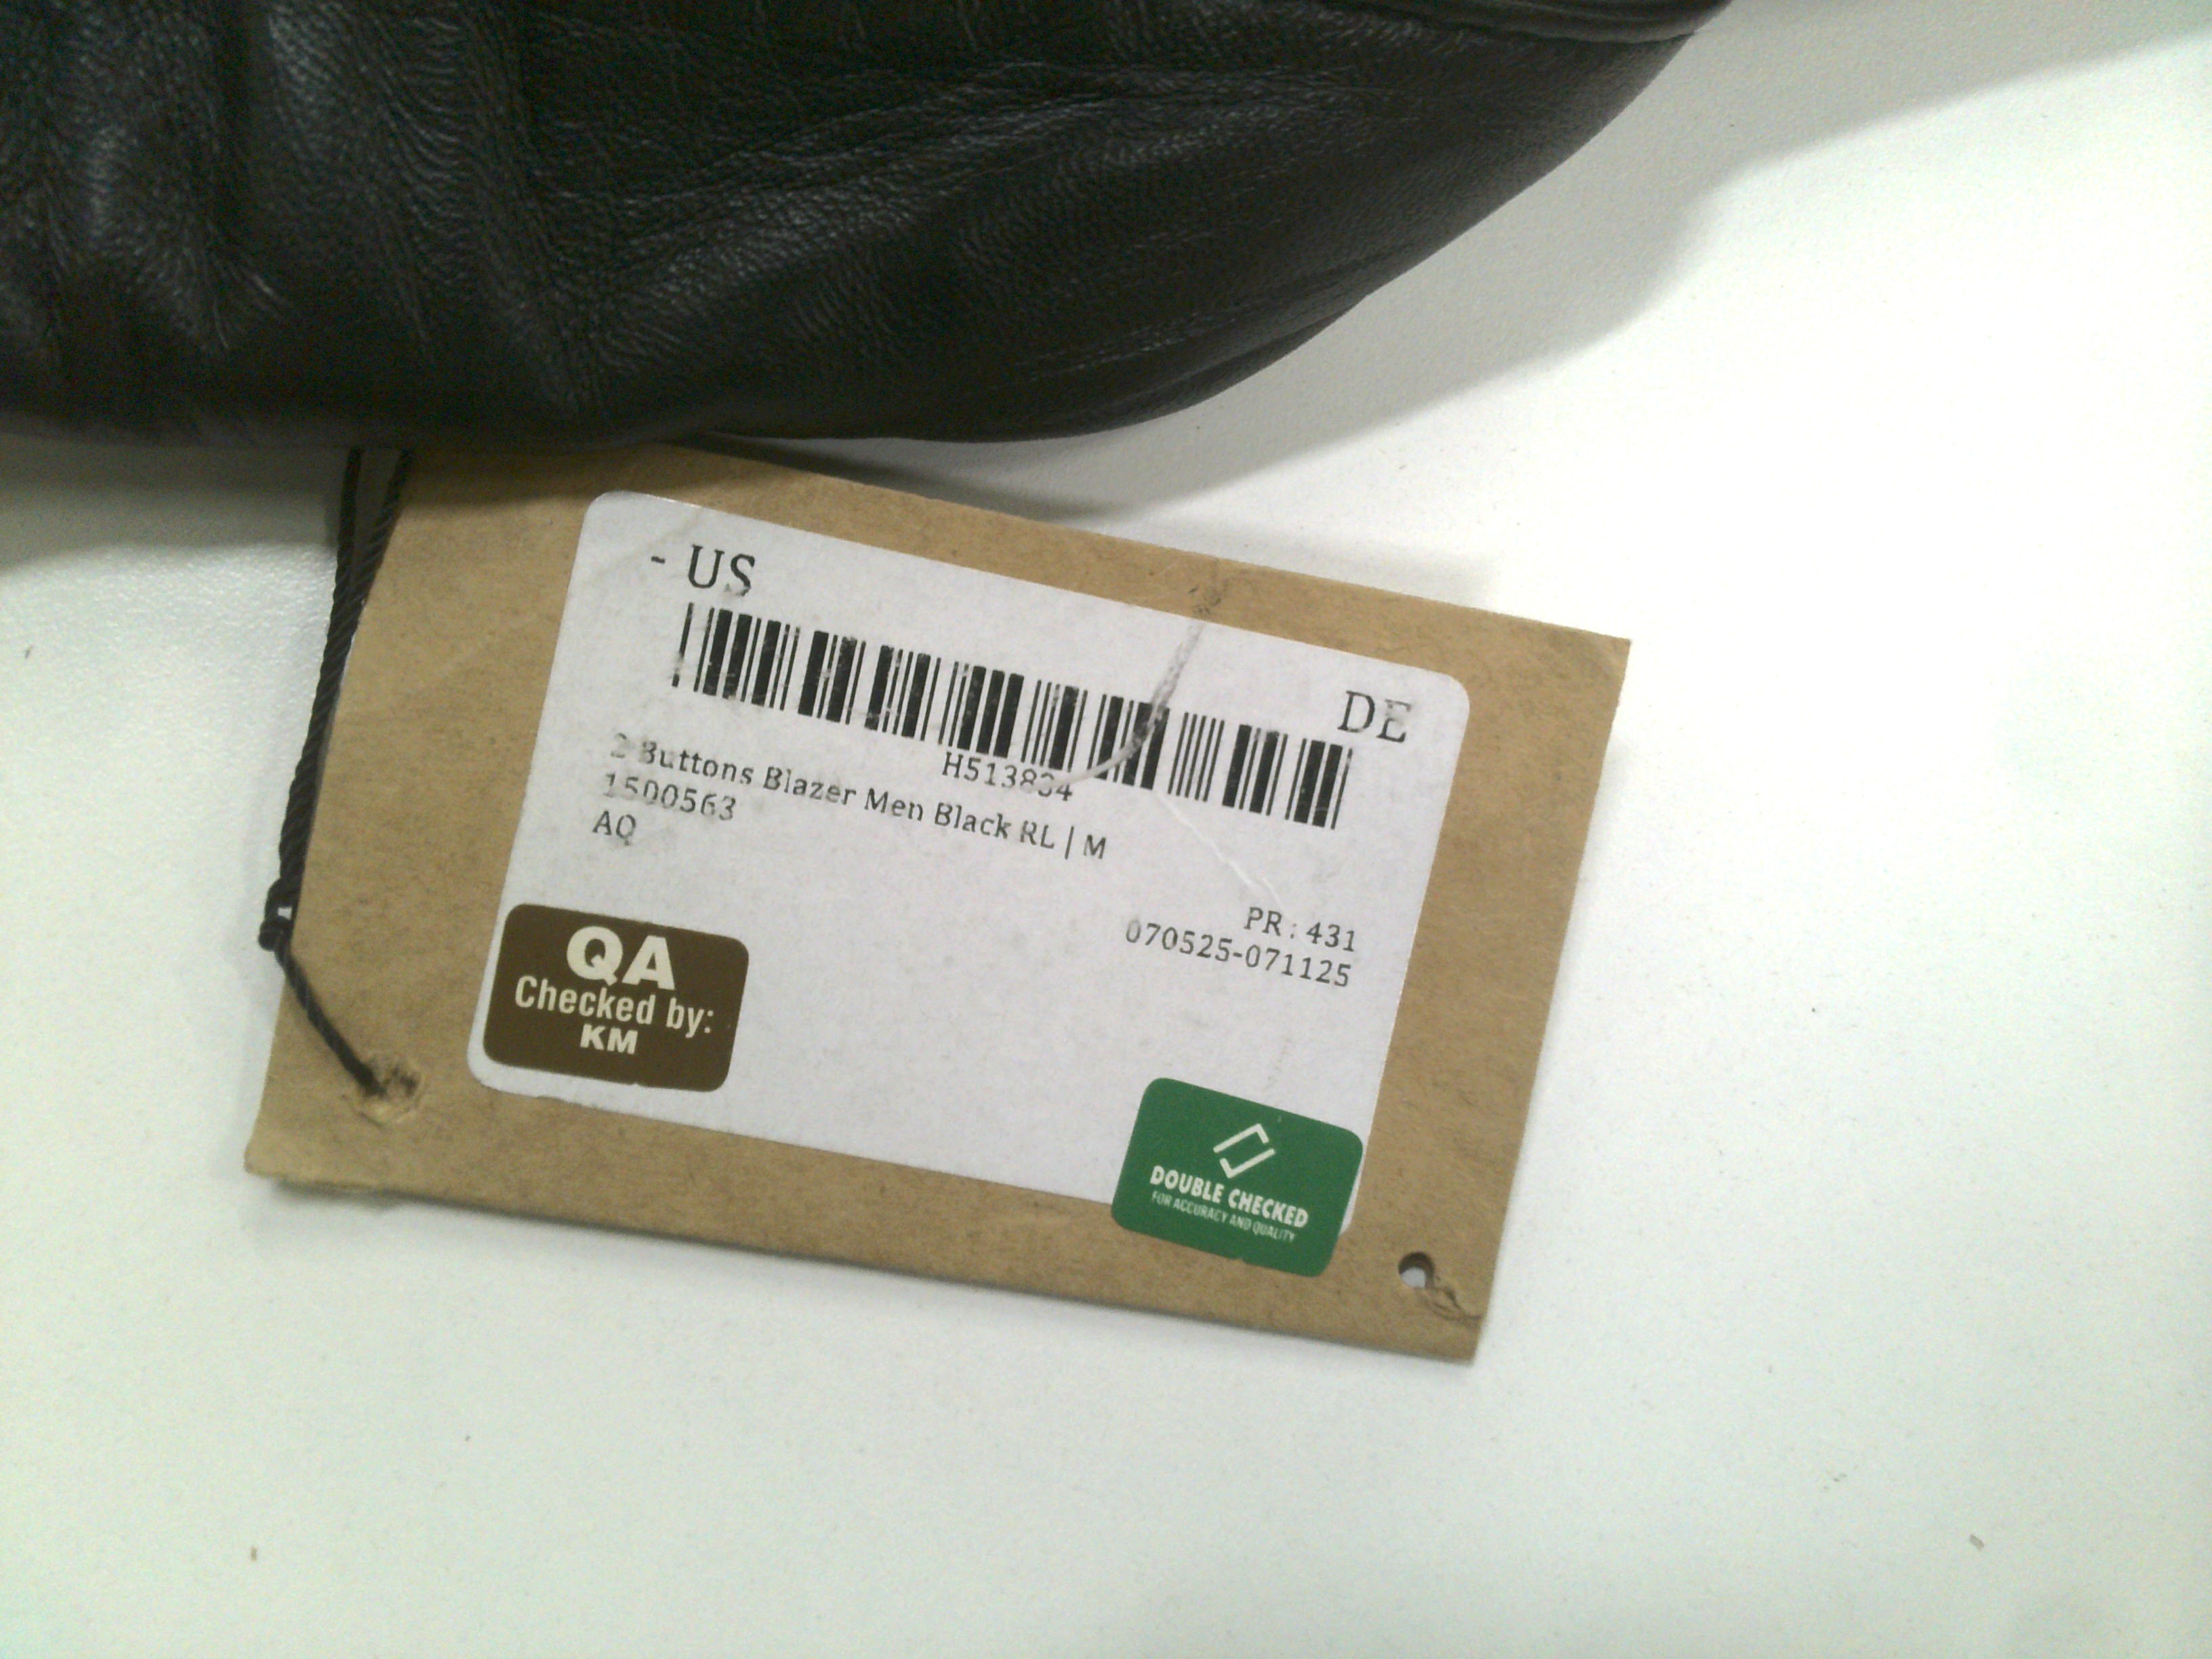 - US
DE
H513834
2 Buttons Blazer Men Black RL | M
1500563
AQ
PR : 431
070525-071125
QA
Checked by:
KM
DOUBLE CHECKED
FOR ACCURACY AND QUALITY